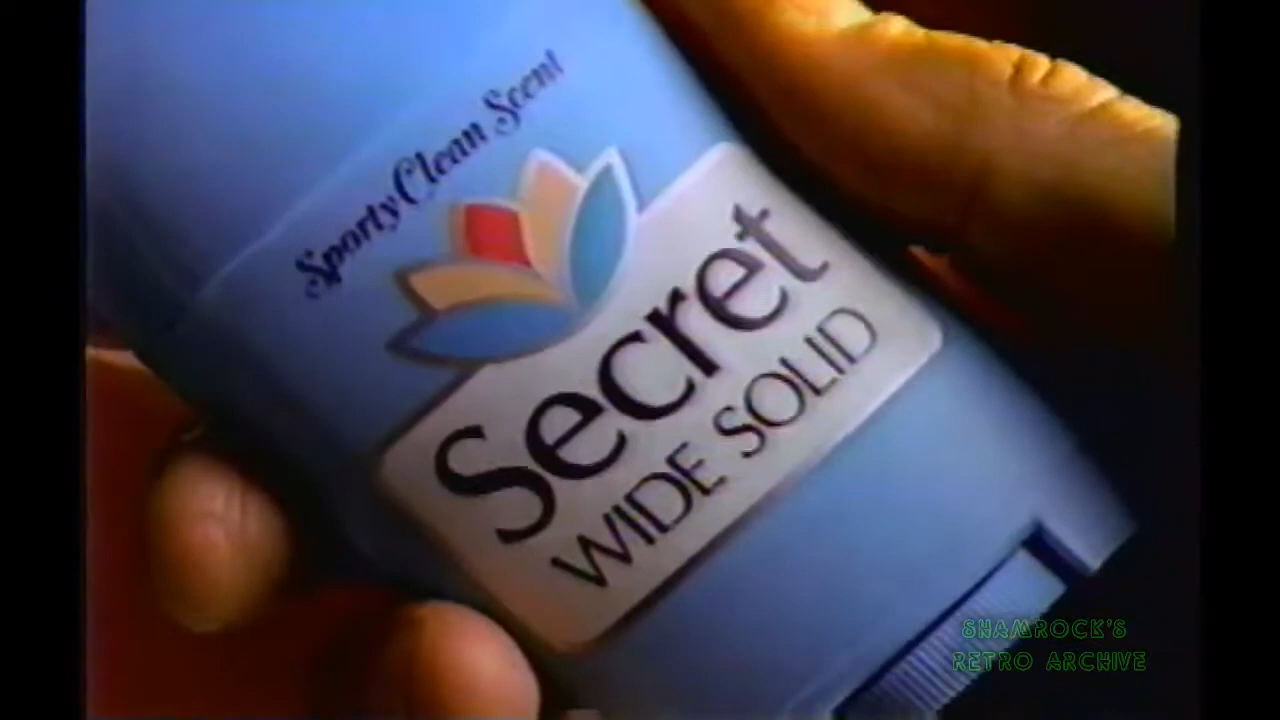 Sporty Clean Scent
Secret
WIDE SOLID
SHAMROCK'S
RETRO ARCHIVE